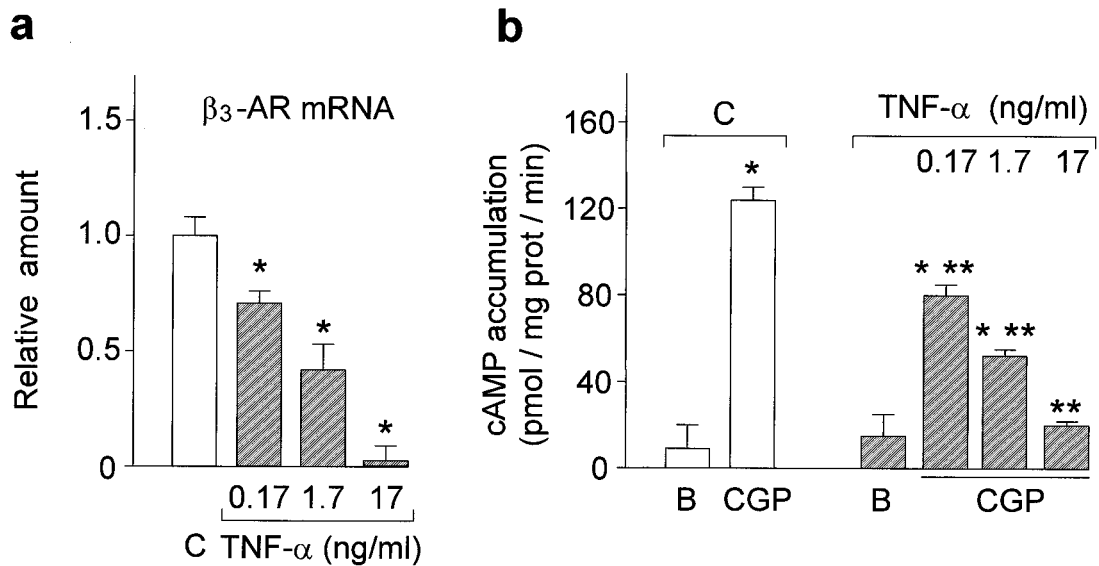 a
β3-AR mRNA
Relative amount
1.5
1.0
0.5
0
*
*
*
0.17 1.7 17
C TNF-α (ng/ml)
b
cAMP accumulation
(pmol / mg prot / min)
160
120
80
40
0
C
TNF-α (ng/ml)
0.17 1.7 17
*
* **
* **
**
B CGP B CGP